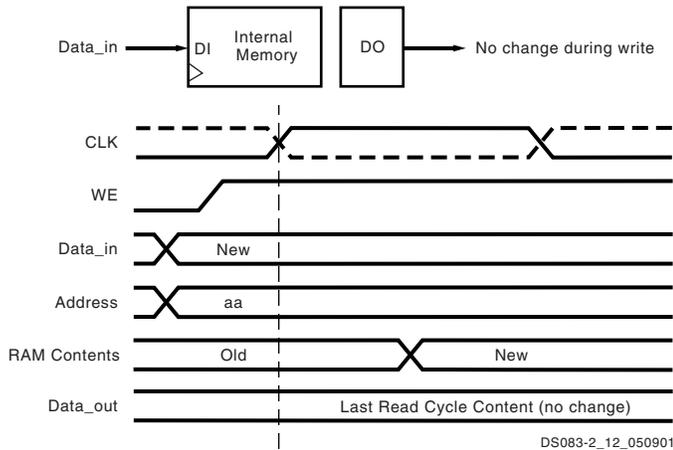 Data_in
DI
Internal
Memory
DO
No change during write
CLK
WE
Data_in
New
Address
aa
RAM Contents
Old
New
Data_out
Last Read Cycle Content (no change)
DS083-2_12_050901